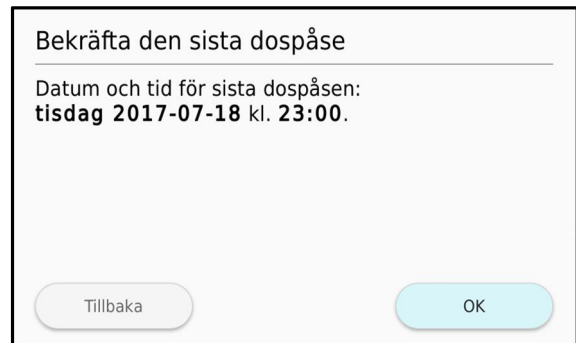 Bekräfta den sista dospåse
Datum och tid för sista dospåsen:
tisdag 2017-07-18 kl. 23:00.
Tillbaka
OK